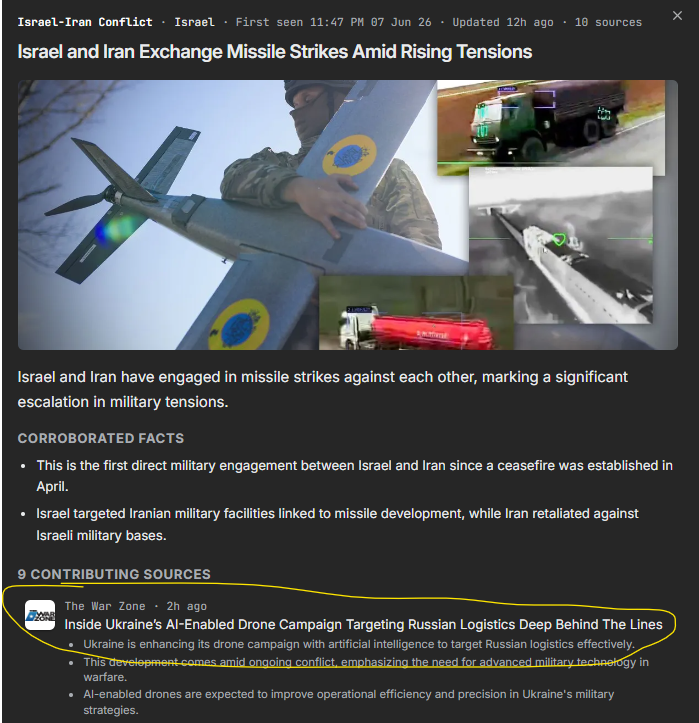 Israel-Iran Conflict · Israel · First seen 11:47 PM 07 Jun 26 · Updated 12h ago · 10 sources
Israel and Iran Exchange Missile Strikes Amid Rising Tensions
Israel and Iran have engaged in missile strikes against each other, marking a significant
escalation in military tensions.
CORROBORATED FACTS
• This is the first direct military engagement between Israel and Iran since a ceasefire was established in
April.
• Israel targeted Iranian military facilities linked to missile development, while Iran retaliated against
Israeli military bases.
9 CONTRIBUTING SOURCES
WAR ZONE
The War Zone · 2h ago
Inside Ukraine's AI-Enabled Drone Campaign Targeting Russian Logistics Deep Behind The Lines
• Ukraine is enhancing its drone campaign with artificial intelligence to target Russian logistics effectively.
• This development comes amid ongoing conflict, emphasizing the need for advanced military technology in
warfare.
• AI-enabled drones are expected to improve operational efficiency and precision in Ukraine's military
strategies.